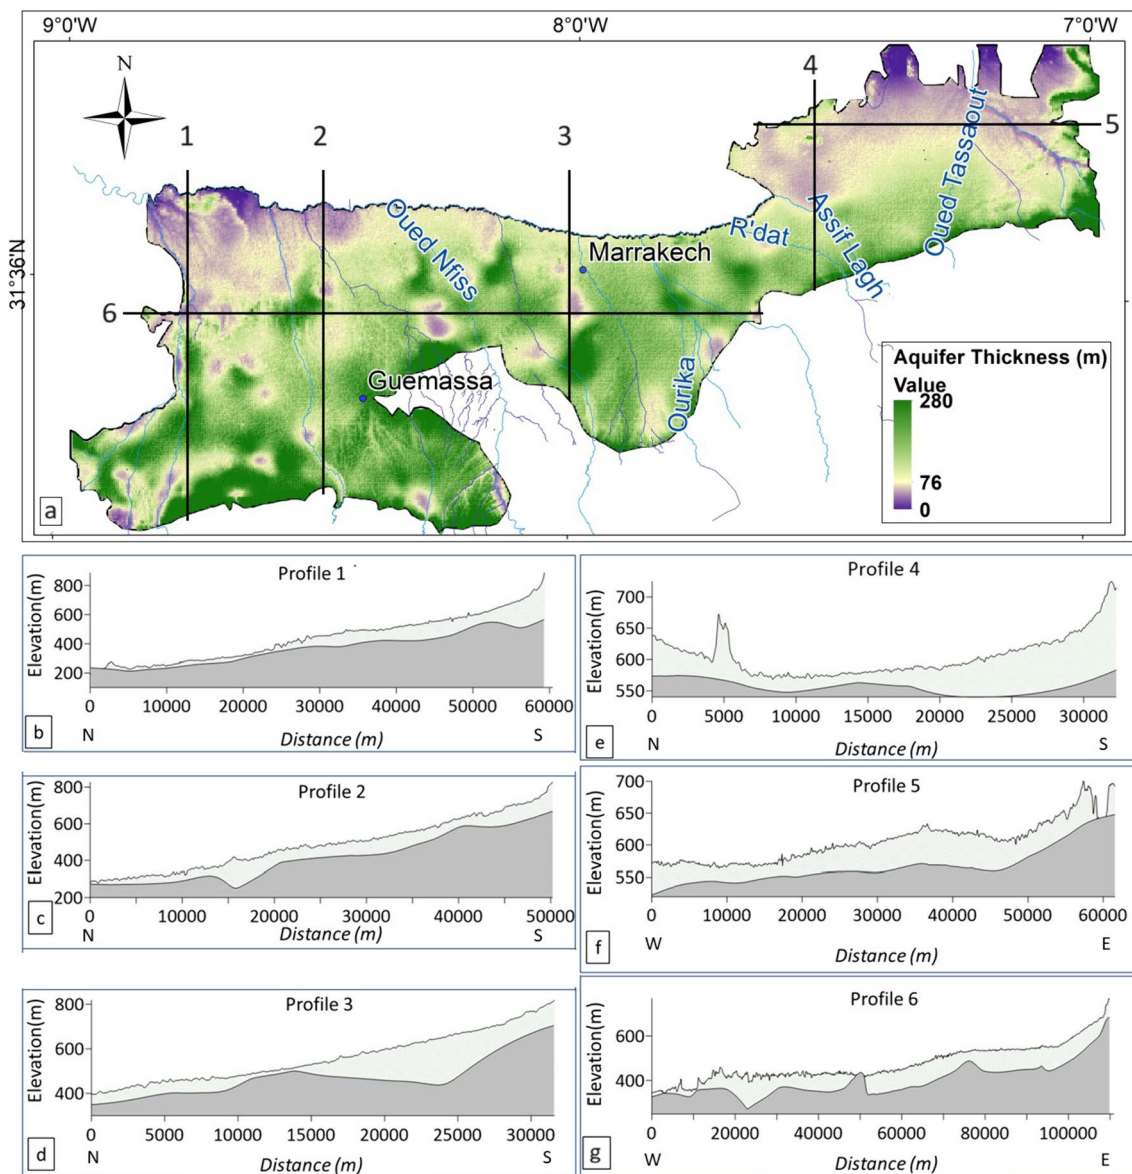 9°0'W 8°0'W 7°0'W
N
4
1 2 3
5
Oued Tassaout
Oued Nfiss
R'dat
Assif Lagh
Marrakech
31°36'N
6
Guemassa
Ourika
Aquifer Thickness (m)
Value
280
76
0
a
Profile 1
Elevation(m)
800
600
400
200
0 10000 20000 30000 40000 50000 60000
N S
Distance (m)
b
Profile 4
Elevation(m)
700
650
600
550
0 5000 10000 15000 20000 25000 30000
N S
Distance (m)
e
Profile 2
Elevation(m)
800
600
400
200
0 10000 20000 30000 40000 50000
N S
Distance (m)
c
Profile 5
Elevation(m)
700
650
600
550
0 10000 20000 30000 40000 50000 60000
W E
Distance (m)
f
Profile 3
Elevation(m)
800
600
400
0 5000 10000 15000 20000 25000 30000
N S
Distance (m)
d
Profile 6
Elevation(m)
600
400
0 20000 40000 60000 80000 100000
W E
Distance (m)
g